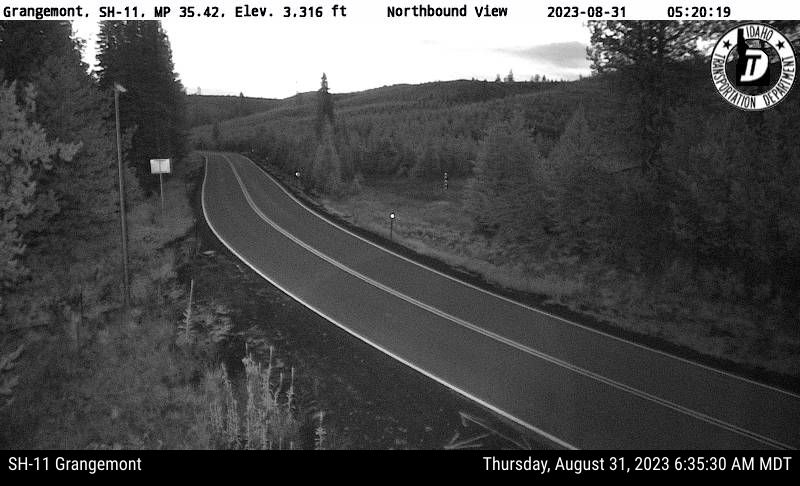 Grangemont, SH-11, MP 35.42, Elev. 3,316 ft Northbound View 2023-08-31 05:20:19
IDAHO
TRANSPORTATION DEPARTMENT
SH-11 Grangemont Thursday, August 31, 2023 6:35:30 AM MDT